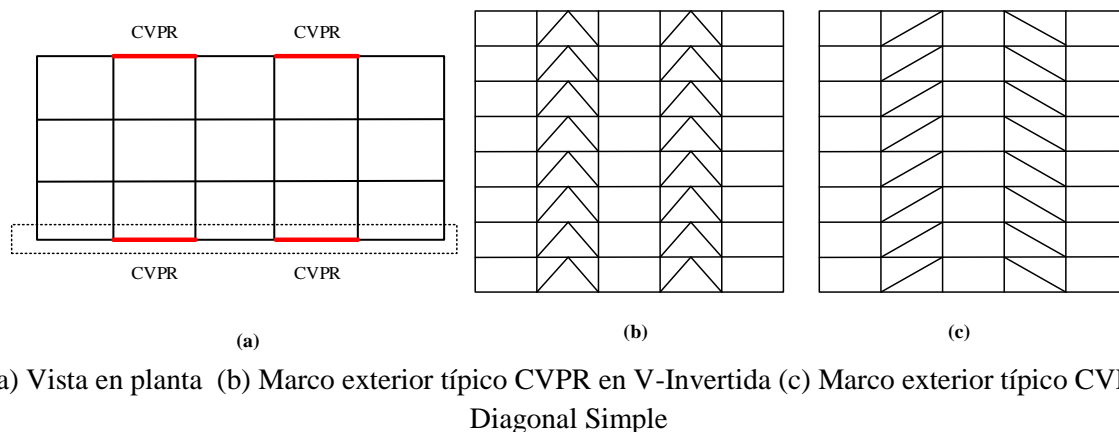 CVPR CVPR
CVPR CVPR
(a) (b) (c)
a) Vista en planta (b) Marco exterior típico CVPR en V-Invertida (c) Marco exterior típico
Diagonal Simple